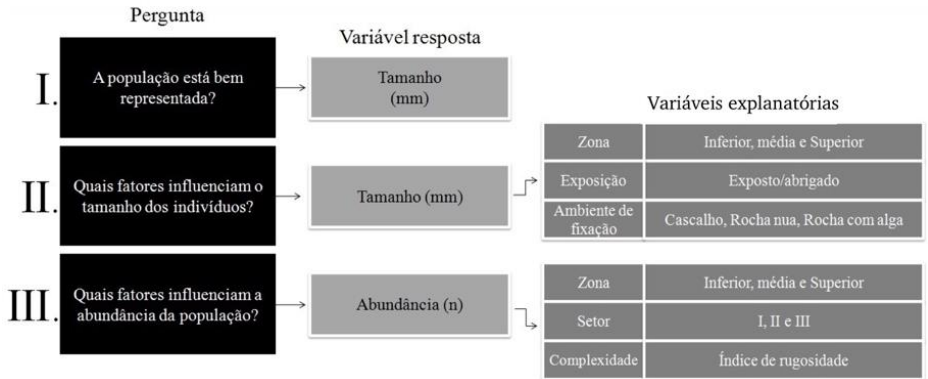 Pergunta
Variável resposta
I.
A população está bem
representada?
Tamanho
(mm)
Variáveis explanatórias
II.
Quais fatores influenciam o
tamanho dos indivíduos?
Tamanho (mm)
Zona
Inferior, média e Superior
Exposição
Exposto/abrigado
Ambiente de
fixação
Cascalho, Rocha nua, Rocha com alga
III.
Quais fatores influenciam a
abundância da população?
Abundância (n)
Zona
Inferior, média e Superior
Setor
I, II e III
Complexidade
Índice de rugosidade